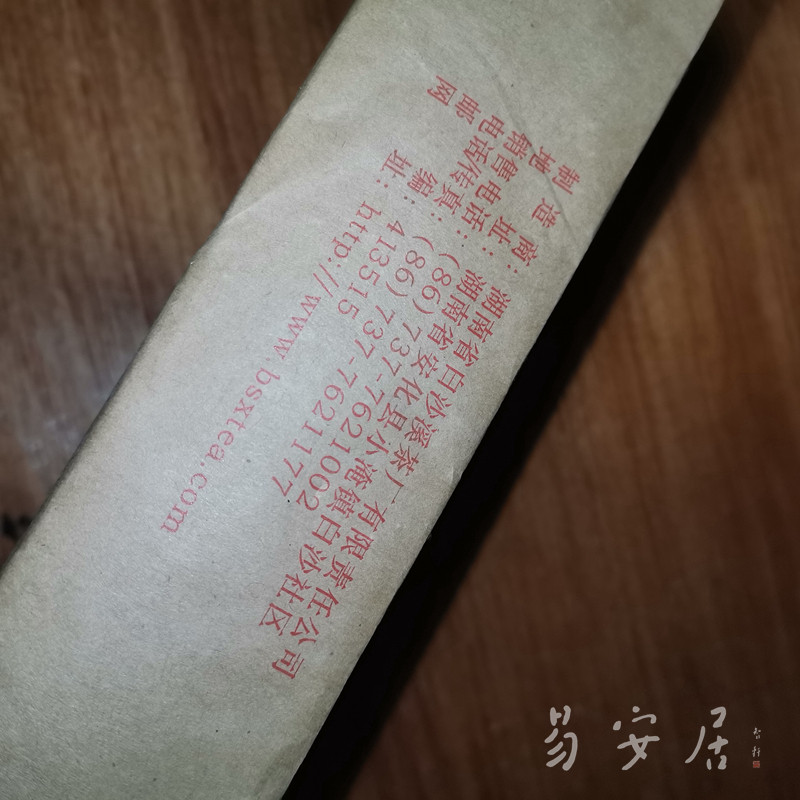 制造商:湖南省白沙溪茶厂有限责任公司
地址:湖南省安化县小淹镇白沙社区
销售电话:(86)737-7621002
电话/传真:(86)737-7621177
邮编:413515
网址:http://www.bsxtea.com
易安居